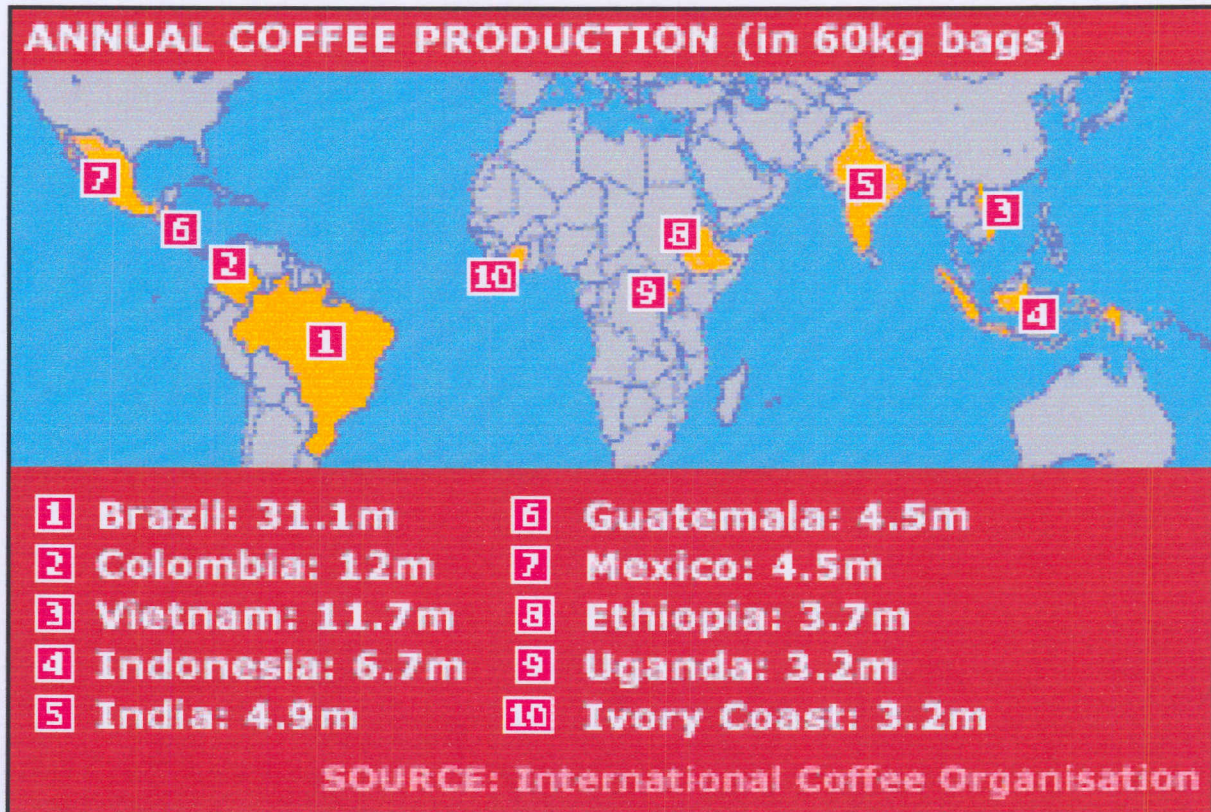 ANNUAL COFFEE PRODUCTION (in 60kg bags)
7
5
3
6
8
2
10
9
4
1
1 Brazil: 31.1m
2 Colombia: 12m
3 Vietnam: 11.7m
4 Indonesia: 6.7m
5 India: 4.9m
6 Guatemala: 4.5m
7 Mexico: 4.5m
8 Ethiopia: 3.7m
9 Uganda: 3.2m
10 Ivory Coast: 3.2m
SOURCE: International Coffee Organisation